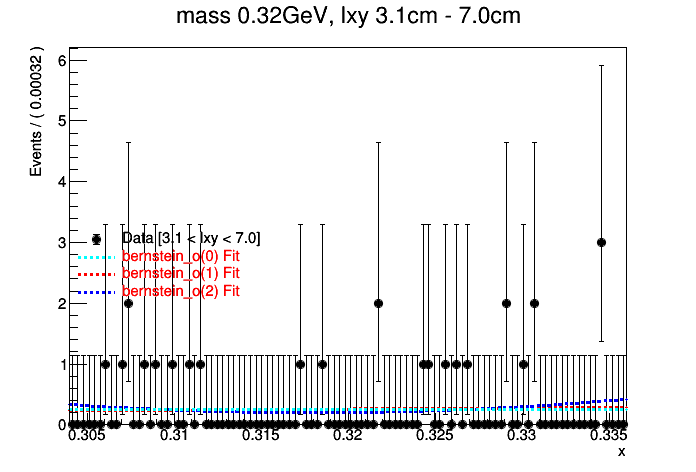 mass 0.32GeV, lxy 3.1cm - 7.0cm
Events / ( 0.00032 )
6
5
4
3
2
1
0
Data [3.1 < lxy < 7.0]
bernstein_o(0) Fit
bernstein_o(1) Fit
bernstein_o(2) Fit
0.305 0.31 0.315 0.32 0.325 0.33 0.335
x